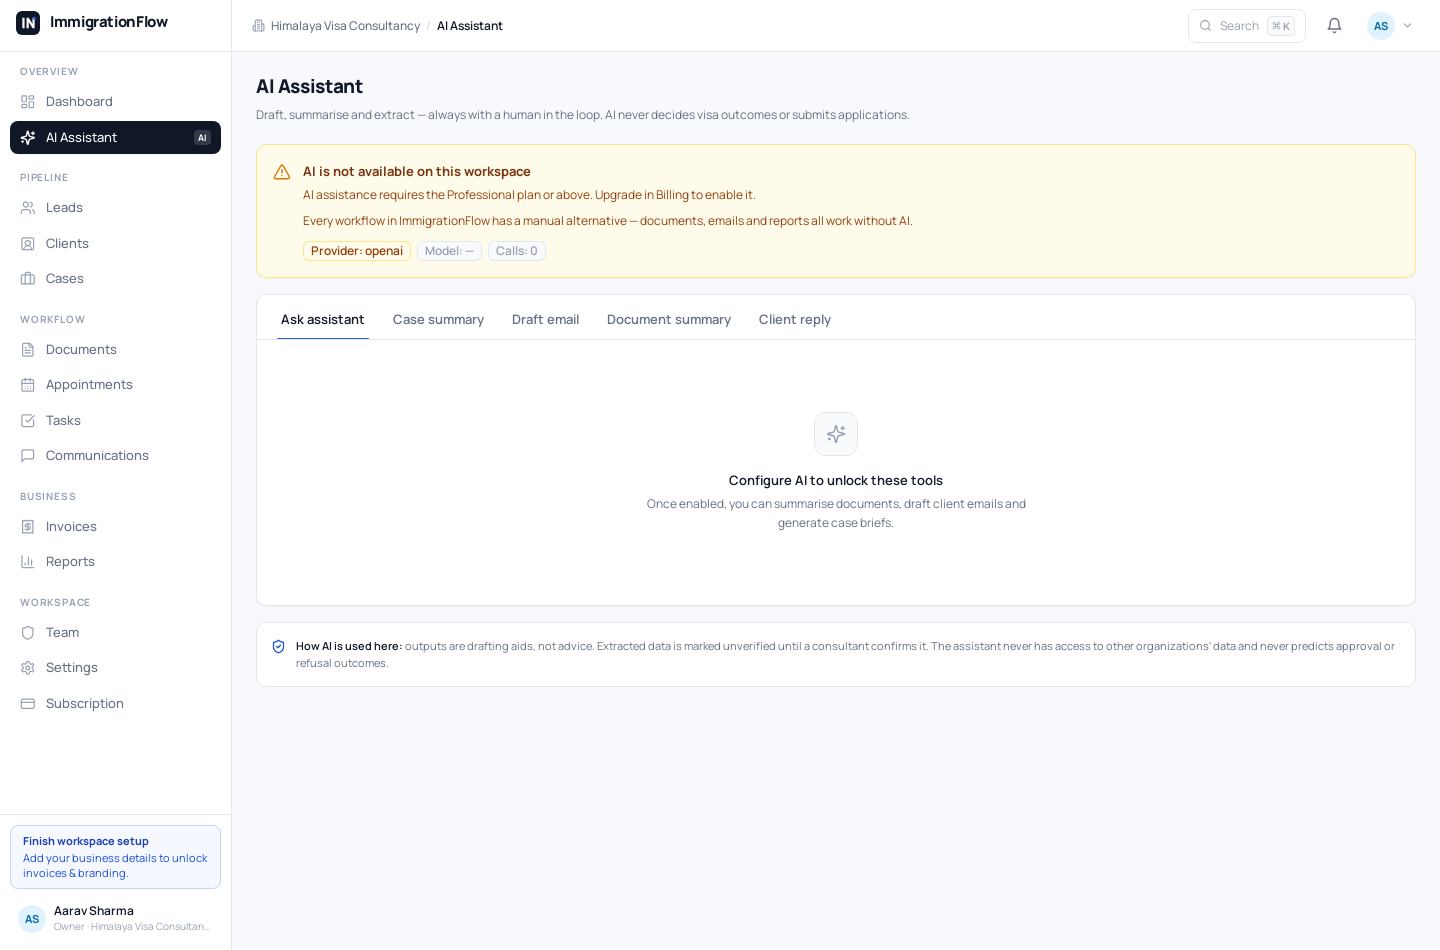 IN ImmigrationFlow
Himalaya Visa Consultancy / AI Assistant
Search ⌘ K
AS
OVERVIEW
Dashboard
AI Assistant AI
PIPELINE
Leads
Clients
Cases
WORKFLOW
Documents
Appointments
Tasks
Communications
BUSINESS
Invoices
Reports
WORKSPACE
Team
Settings
Subscription
Finish workspace setup
Add your business details to unlock
invoices & branding.
AS
Aarav Sharma
Owner · Himalaya Visa Consultan...
AI Assistant
Draft, summarise and extract — always with a human in the loop. AI never decides visa outcomes or submits applications.
AI is not available on this workspace
AI assistance requires the Professional plan or above. Upgrade in Billing to enable it.
Every workflow in ImmigrationFlow has a manual alternative — documents, emails and reports all work without AI.
Provider: openai Model: — Calls: 0
Ask assistant Case summary Draft email Document summary Client reply
Configure AI to unlock these tools
Once enabled, you can summarise documents, draft client emails and
generate case briefs.
How AI is used here: outputs are drafting aids, not advice. Extracted data is marked unverified until a consultant confirms it. The assistant never has access to other organizations' data and never predicts approval or
refusal outcomes.